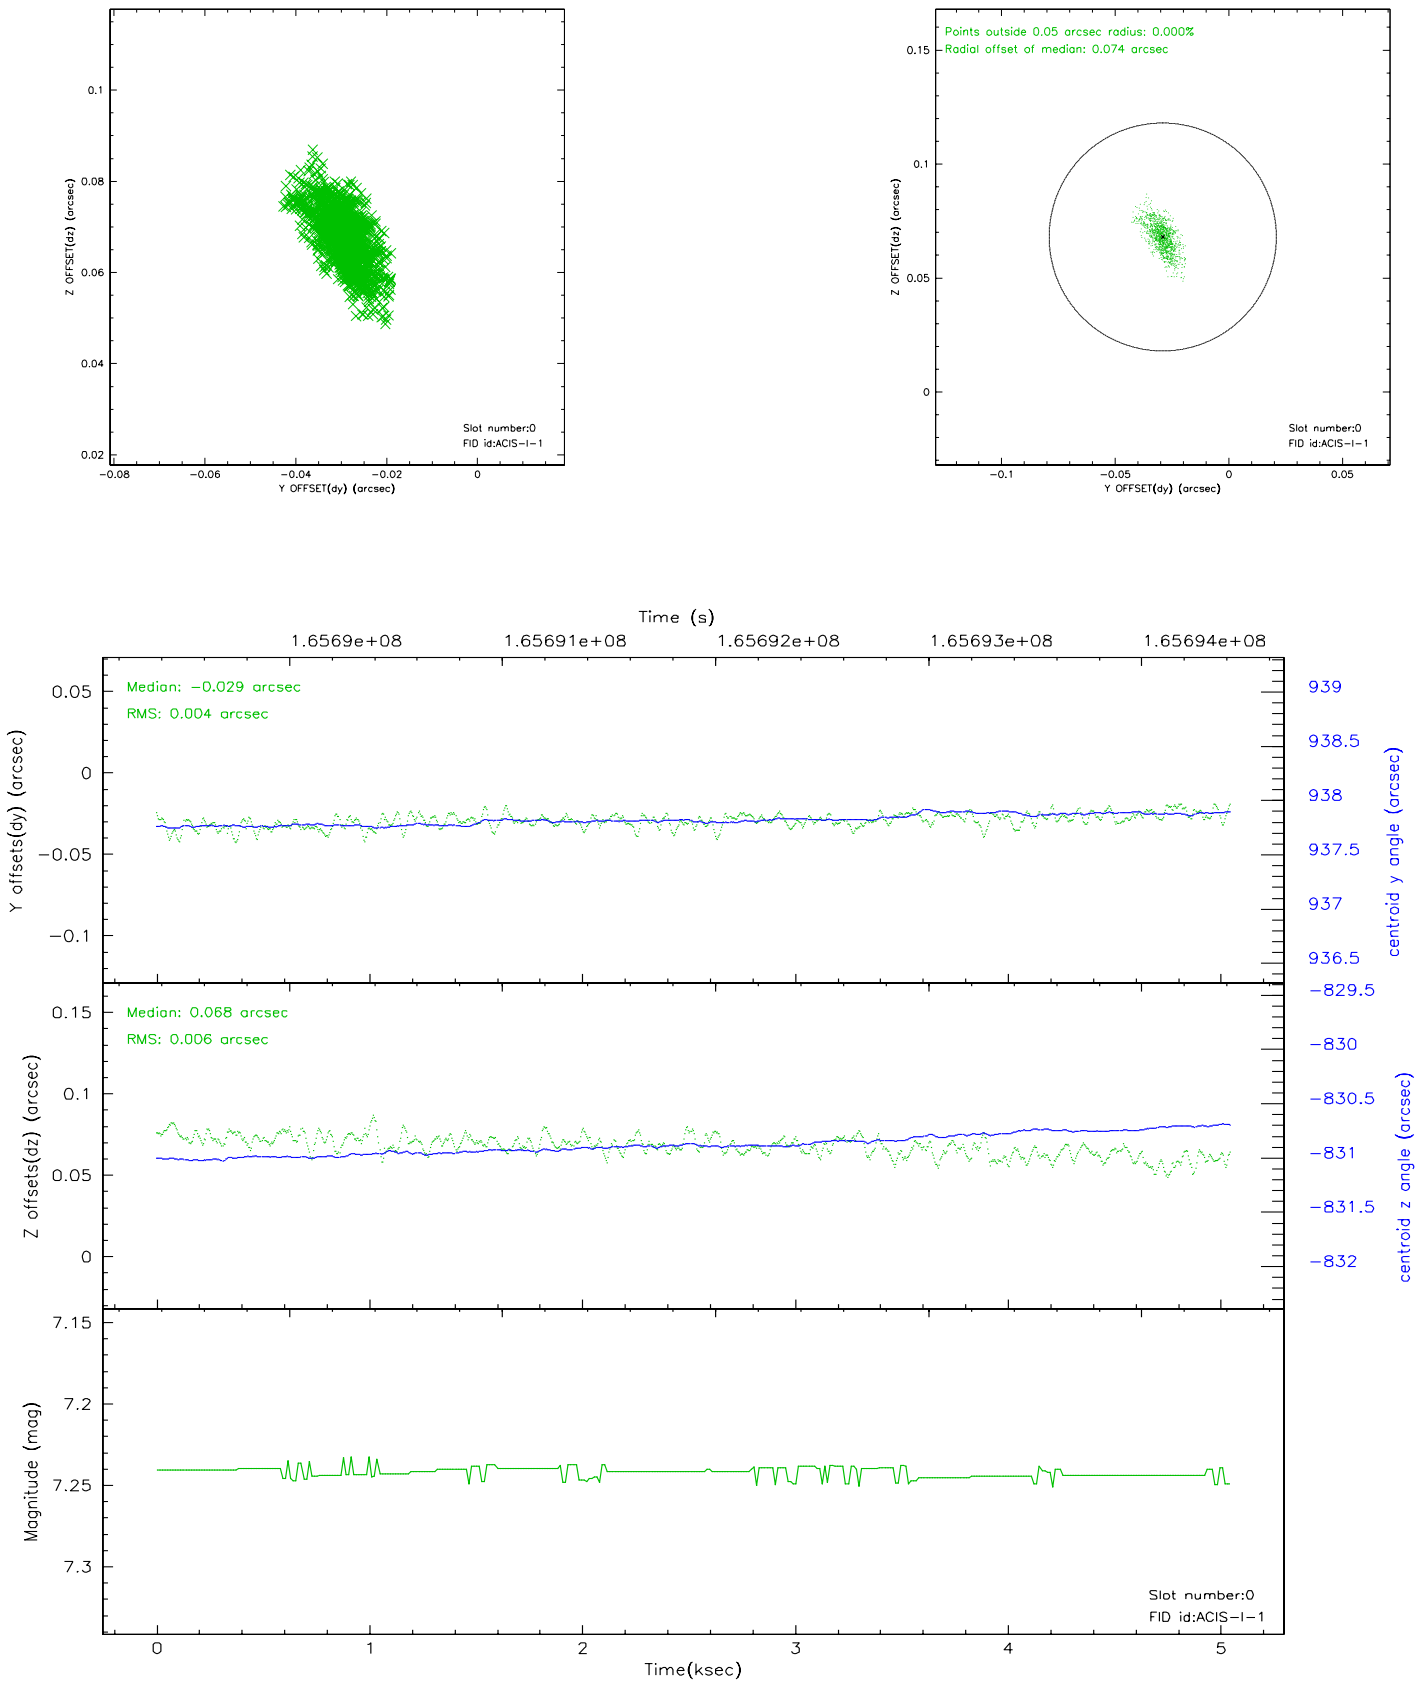 0.1
0.08
0.06
0.04
0.02
Z OFFSET(dz) (arcsec)
Slot number:0
FID id:ACIS-I-1
-0.08 -0.06 -0.04 -0.02 0
Y OFFSET(dy) (arcsec)
Points outside 0.05 arcsec radius: 0.000%
Radial offset of median: 0.074 arcsec
0.15
0.1
0.05
0
Z OFFSET(dz) (arcsec)
Slot number:0
FID id:ACIS-I-1
-0.1 -0.05 0 0.05
Y OFFSET(dy) (arcsec)
Time (s)
1.6569e+08 1.65691e+08 1.65692e+08 1.65693e+08 1.65694e+08
Median: -0.029 arcsec
RMS: 0.004 arcsec
0.05
0
-0.05
-0.1
Y offsets(dy) (arcsec)
939
938.5
938
937.5
937
936.5
centroid y angle (arcsec)
Median: 0.068 arcsec
RMS: 0.006 arcsec
0.15
0.1
0.05
0
Z offsets(dz) (arcsec)
-829.5
-830
-830.5
-831
-831.5
-832
centroid z angle (arcsec)
7.15
7.2
7.25
7.3
Magnitude (mag)
Slot number:0
FID id:ACIS-I-1
0 1 2 3 4 5
Time(ksec)